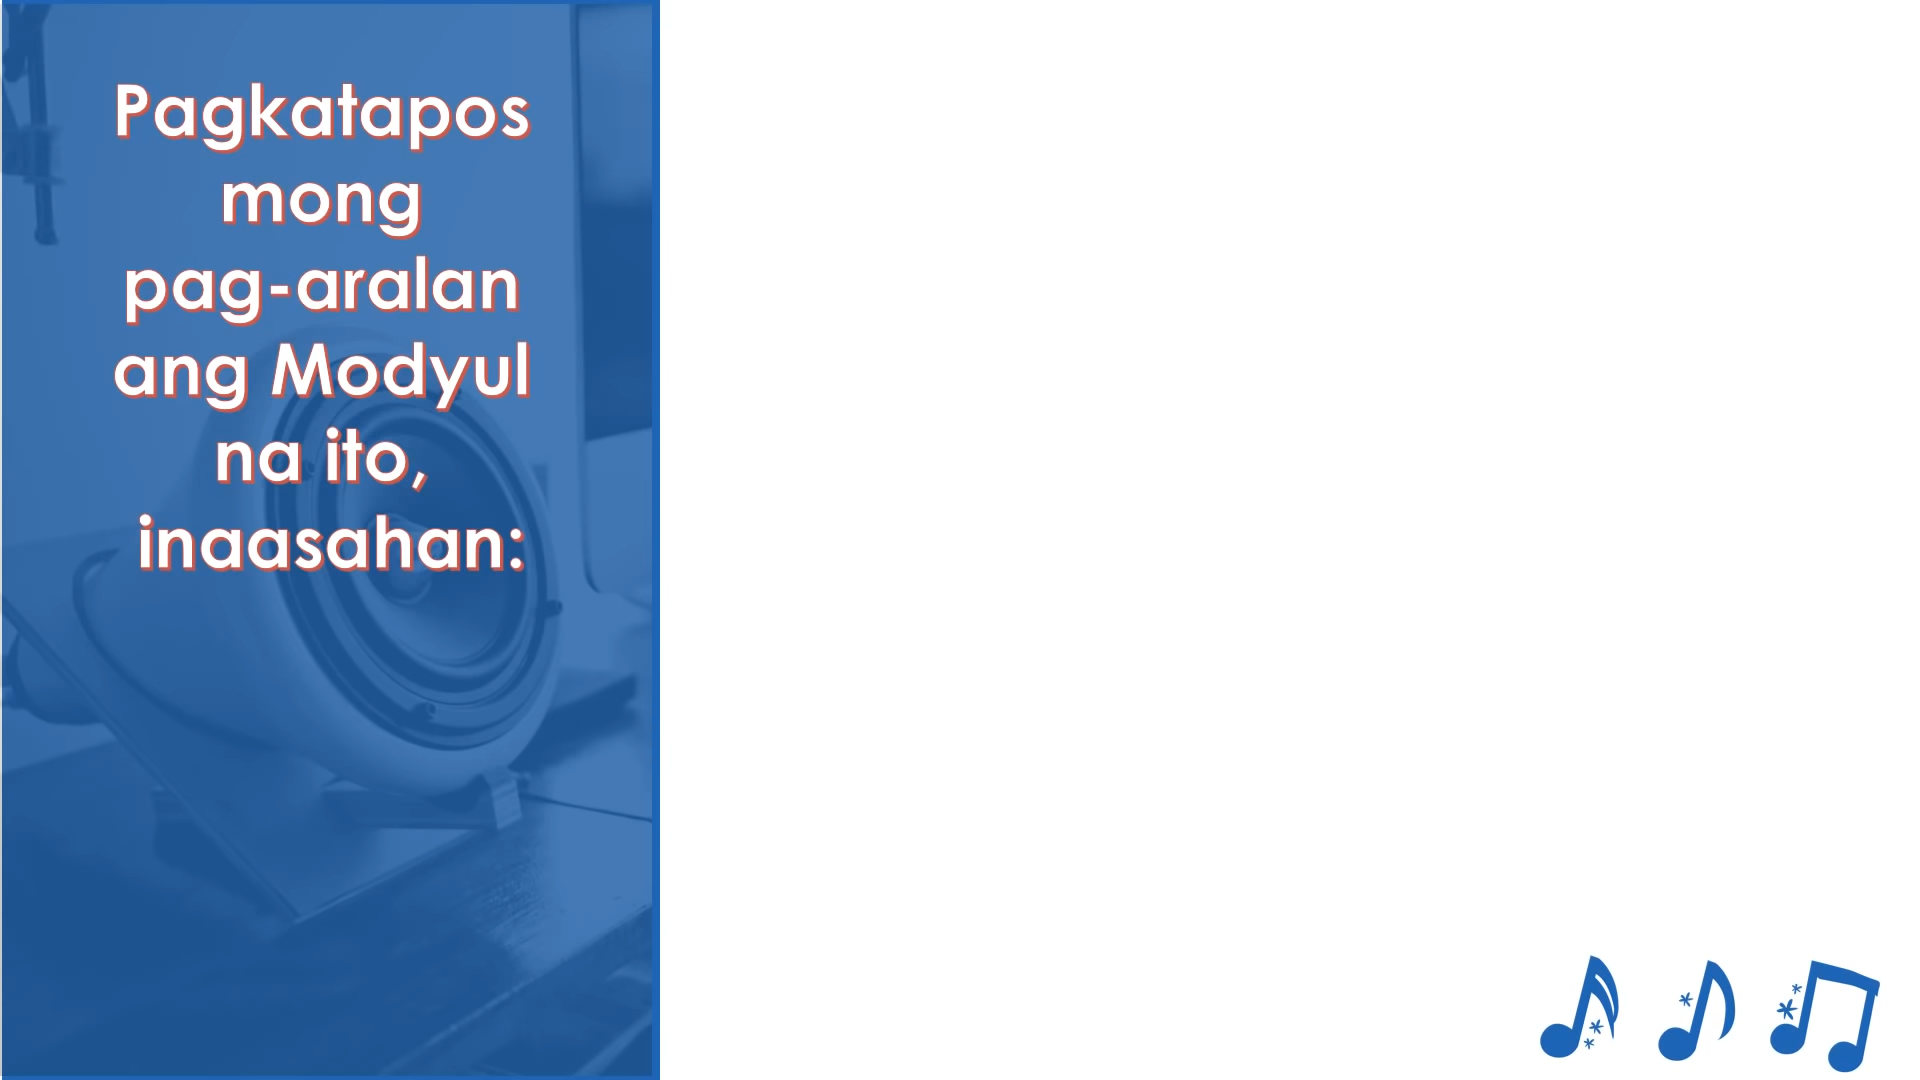 Pagkatapos
mong
pag-aralan
ang Modyul
na ito,
inaasahan: